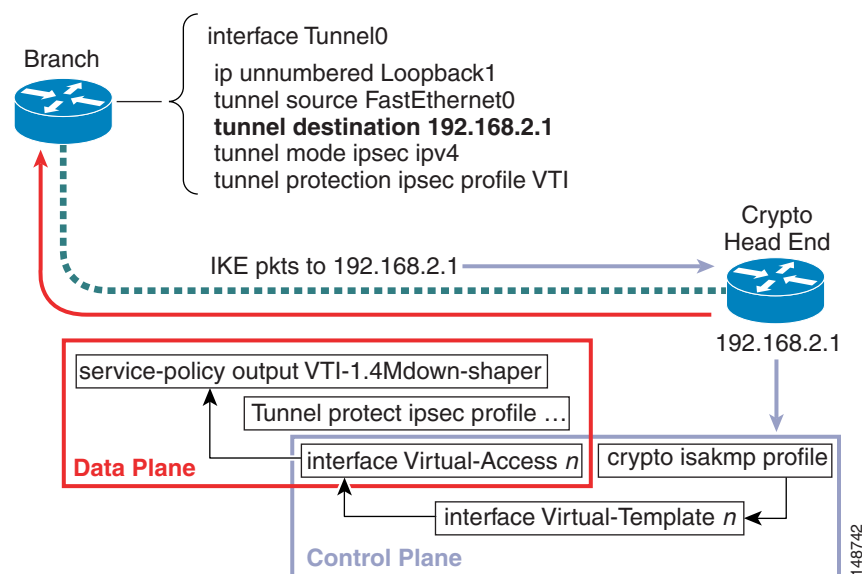 Branch
interface Tunnel0
ip unnumbered Loopback1
tunnel source FastEthernet0
tunnel destination 192.168.2.1
tunnel mode ipsec ipv4
tunnel protection ipsec profile VTI
Crypto
Head End
IKE pkts to 192.168.2.1
192.168.2.1
service-policy output VTI-1.4Mdown-shaper
Tunnel protect ipsec profile …
Data Plane
interface Virtual-Access n
crypto isakmp profile
interface Virtual-Template n
Control Plane
148742